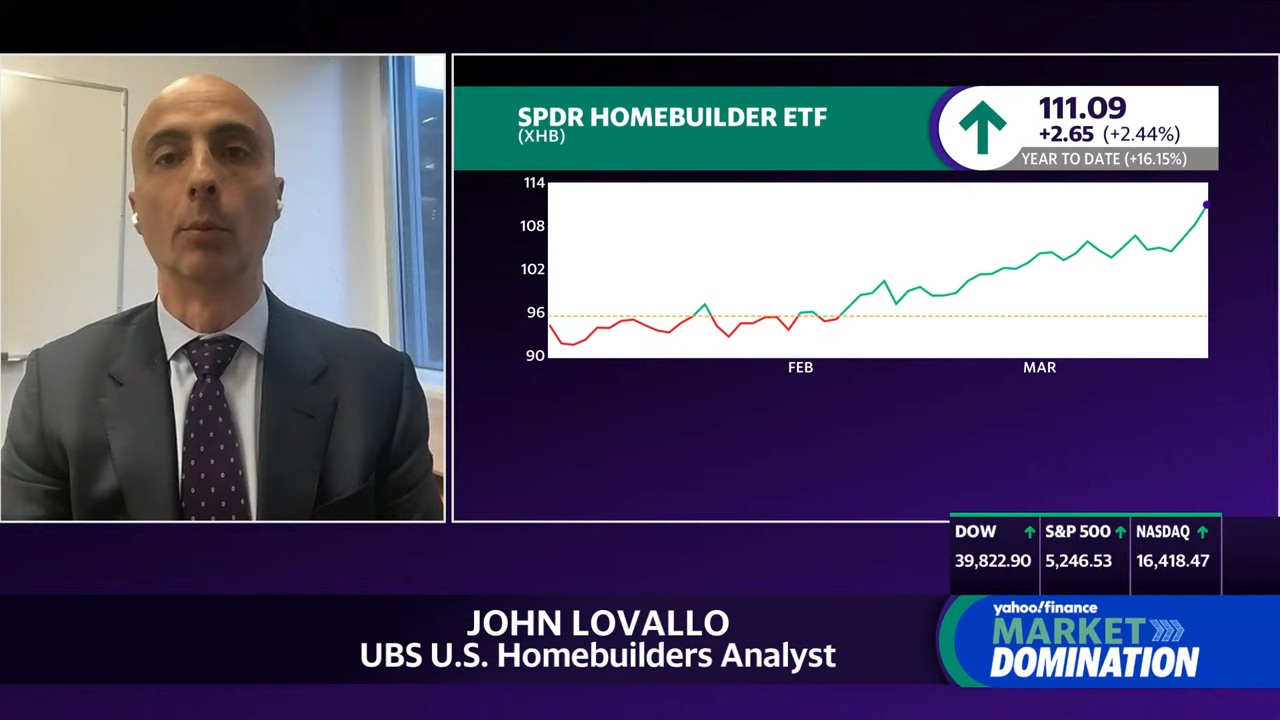 SPDR HOMEBUILDER ETF
(XHB)
111.09
+2.65 (+2.44%)
YEAR TO DATE (+16.15%)
114
108
102
96
90
FEB
MAR
DOW
39,822.90
S&P 500
5,246.53
NASDAQ
16,418.47
JOHN LOVALLO
UBS U.S. Homebuilders Analyst
yahoo!finance
MARKET
DOMINATION